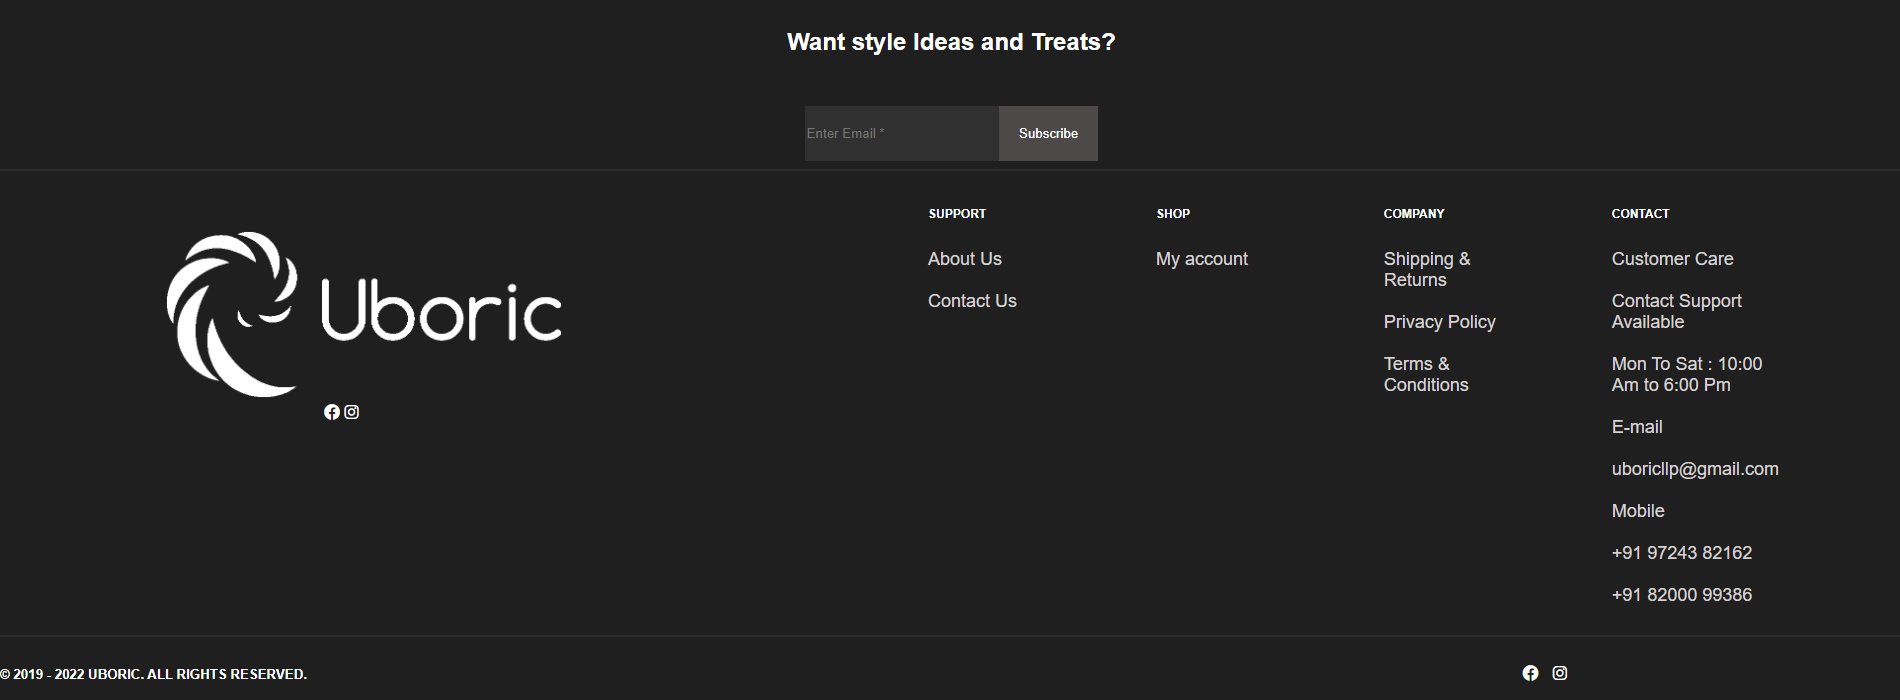 Want style Ideas and Treats?
Enter Email *
Subscribe
Uboric
SUPPORT
About Us
Contact Us
SHOP
My account
COMPANY
Shipping &
Returns
Privacy Policy
Terms &
Conditions
CONTACT
Customer Care
Contact Support
Available
Mon To Sat : 10:00
Am to 6:00 Pm
E-mail
uboricllp@gmail.com
Mobile
+91 97243 82162
+91 82000 99386
© 2019 - 2022 UBORIC. ALL RIGHTS RESERVED.